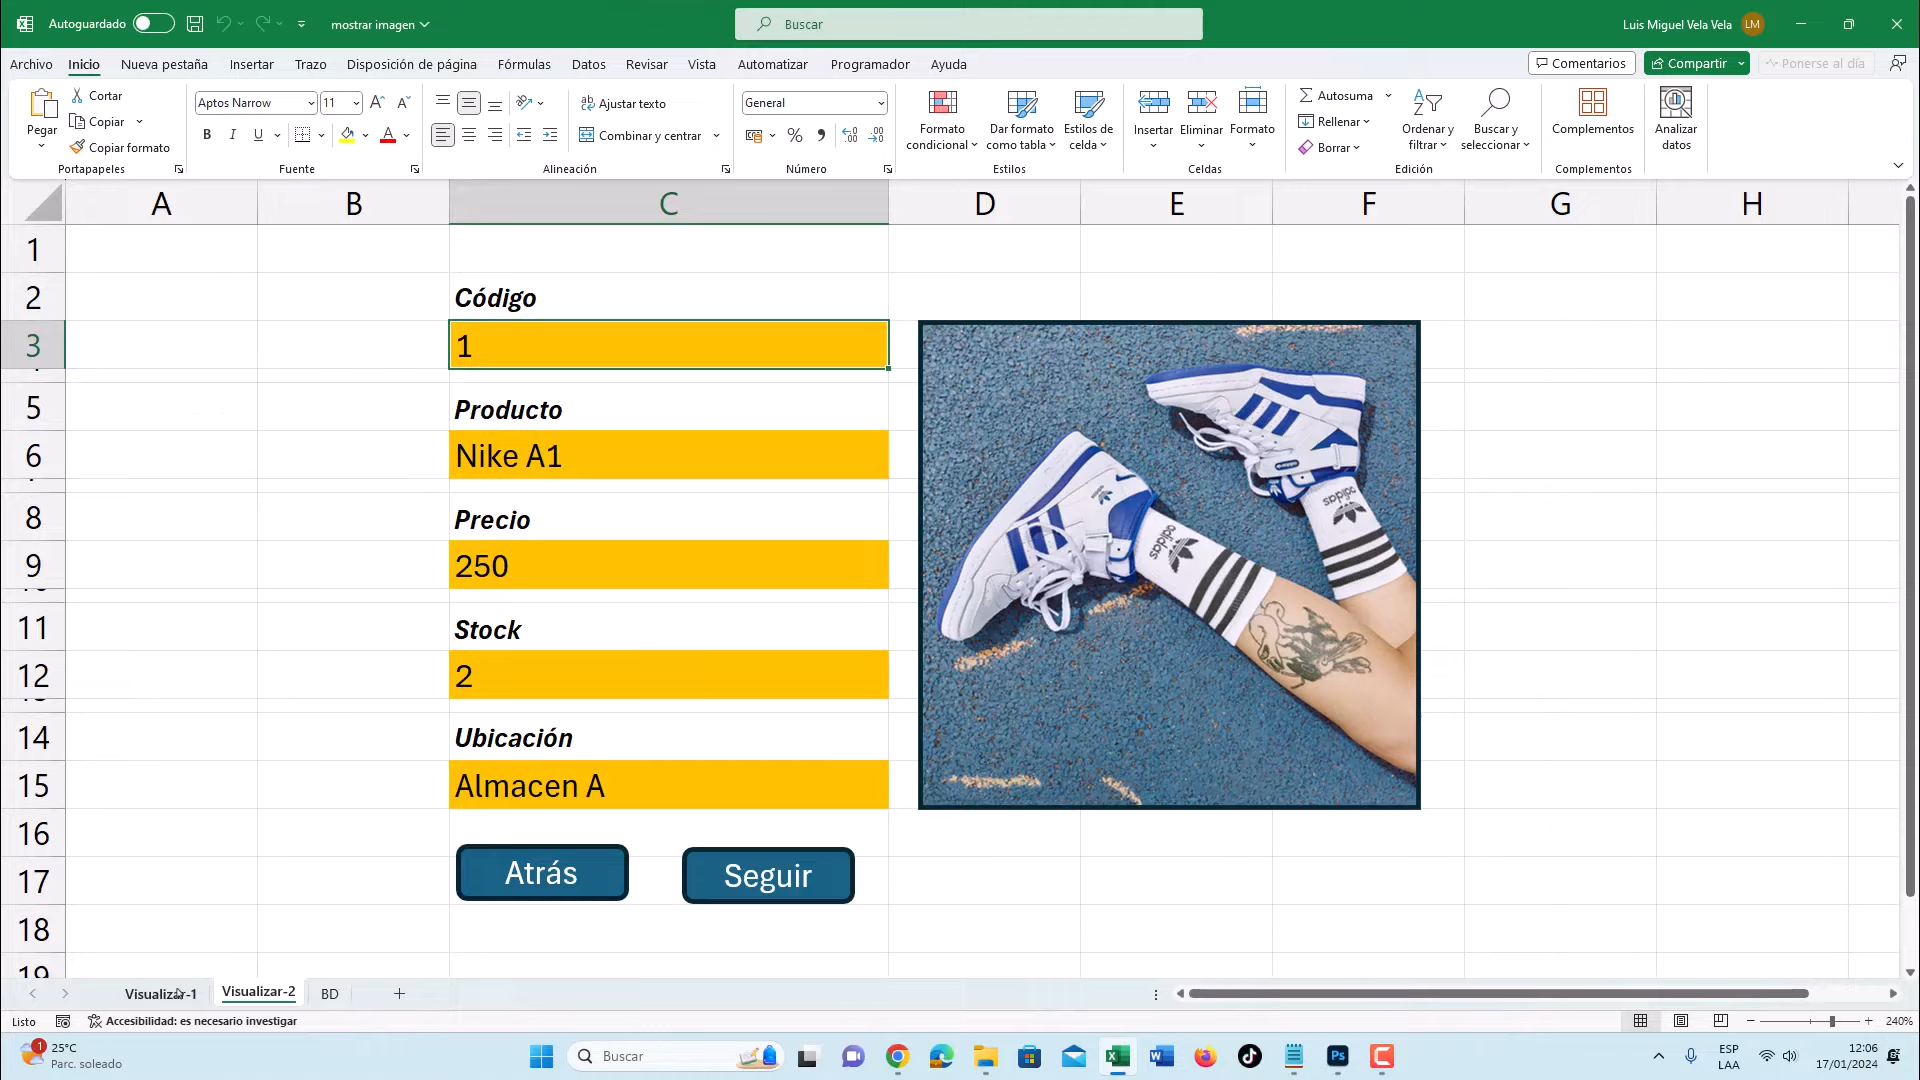 Autoguardado
mostrar imagen
Buscar
Luis Miguel Vela Vela
LM
Archivo
Inicio
Nueva pestaña
Insertar
Trazo
Disposición de página
Fórmulas
Datos
Revisar
Vista
Automatizar
Programador
Ayuda
Comentarios
Compartir
Ponerse al día
Pegar
Cortar
Copiar
Copiar formato
Portapapeles
Aptos Narrow
11
Fuente
Ajustar texto
Combinar y centrar
Alineación
General
Número
Formato condicional
Dar formato como tabla
Estilos de celda
Estilos
Insertar
Eliminar
Formato
Celdas
Autosuma
Rellenar
Borrar
Ordenar y filtrar
Buscar y seleccionar
Edición
Complementos
Complementos
Analizar datos
A B C D E F G H
1
2 Código
3 1
5 Producto
6 Nike A1
8 Precio
9 250
11 Stock
12 2
14 Ubicación
15 Almacen A
16
17 Atrás Seguir
18
19
adidas
adidas
Visualizar-1
Visualizar-2
BD
Listo
Accesibilidad: es necesario investigar
240%
1
25°C
Parc. soleado
Buscar
ESP
LAA
12:06
17/01/2024